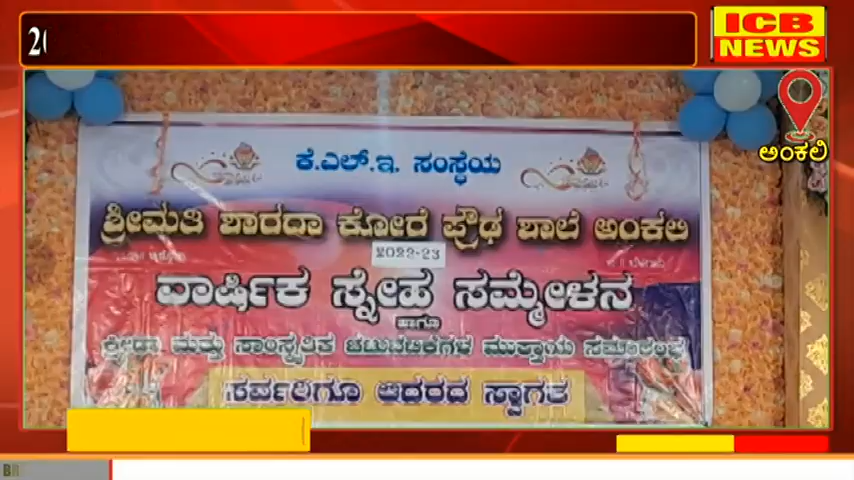 ICB
NEWS
ಅಂಕಲಿ
ಕೆ.ಎಲ್.ಇ. ಸಂಸ್ಥೆಯ
ಶ್ರೀಮತಿ ಶಾರದಾ ಕೋರೆ ಪ್ರೌಢ ಶಾಲೆ ಅಂಕಲಿ
2022-23
ವಾರ್ಷಿಕ ಸ್ನೇಹ ಸಮ್ಮೇಳನ
ಹಾಗೂ
ಕ್ರೀಡಾ ಮತ್ತು ಸಾಂಸ್ಕೃತಿಕ ಚಟುವಟಿಕೆಗಳ ಮುಕ್ತಾಯ ಸಮಾರಂಭ
ಸರ್ವರಿಗೂ ಆದರದ ಸ್ವಾಗತ